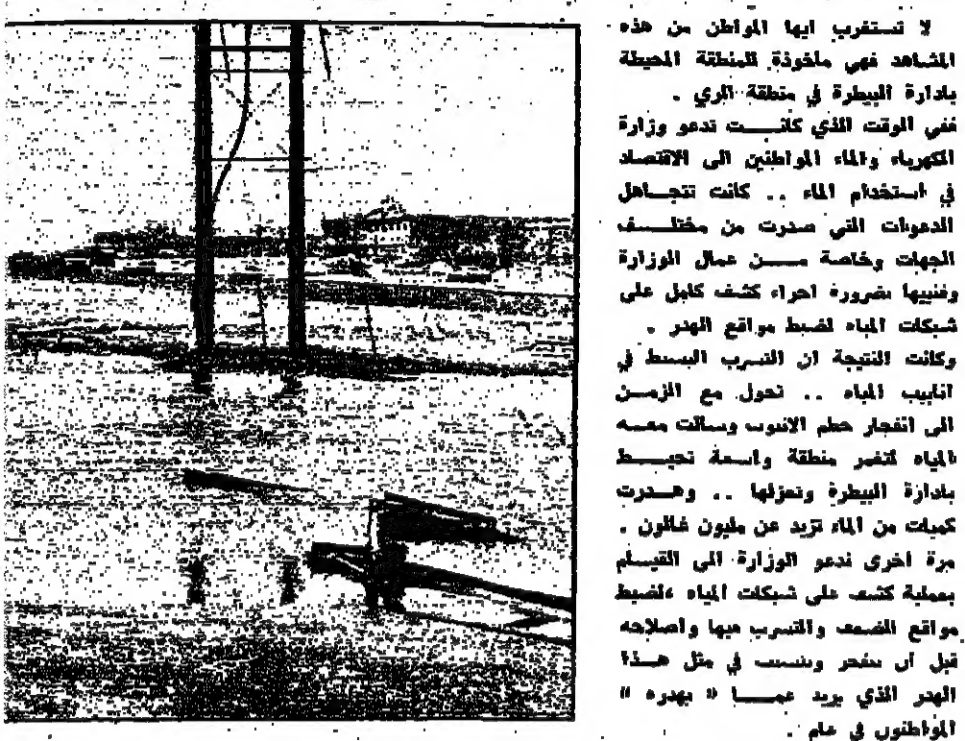 لا تستغرب ايها المواطن من هذه
المشاهد فهي مأخوذة للمنطقة المحيطة
بادارة البيطرة في منطقة الري .
ففي الوقت الذي كانت تدعو وزارة
الكهرباء والماء المواطنين الى الاقتصاد
في استخدام الماء .. كانت تتجاهل
الدعوات التي صدرت من مختلف
الجهات وخاصة من عمال الوزارة
وفنييها بضرورة اجراء كشف كامل على
شبكات المياه لضبط مواقع الهدر .
وكانت النتيجة ان التسرب البسيط في
انابيب المياه .. تحول مع الزمن
الى انفجار حطم الانبوب وسالت معه
المياه لتغمر منطقة واسعة تحيط
بادارة البيطرة وتعزلها .. وهدرت
كميات من الماء تزيد عن مليون غالون .
مرة اخرى ندعو الوزارة الى القيام
بعملية كشف على شبكات المياه لضبط
مواقع الضعف والتسرب فيها واصلاحه
قبل أن ينفجر ويتسبب في مثل هذا
الهدر الذي يزيد عما « يهدره »
المواطنون في عام .